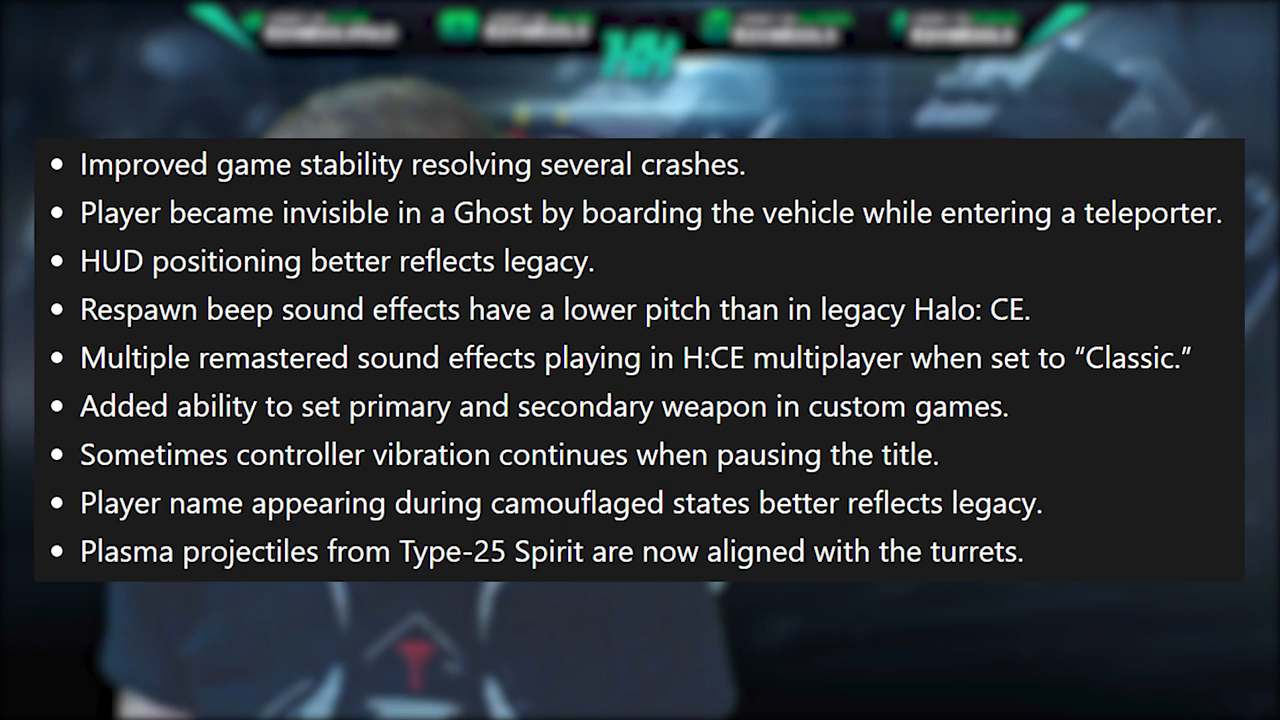 • Improved game stability resolving several crashes.
• Player became invisible in a Ghost by boarding the vehicle while entering a teleporter.
• HUD positioning better reflects legacy.
• Respawn beep sound effects have a lower pitch than in legacy Halo: CE.
• Multiple remastered sound effects playing in H:CE multiplayer when set to “Classic.”
• Added ability to set primary and secondary weapon in custom games.
• Sometimes controller vibration continues when pausing the title.
• Player name appearing during camouflaged states better reflects legacy.
• Plasma projectiles from Type-25 Spirit are now aligned with the turrets.